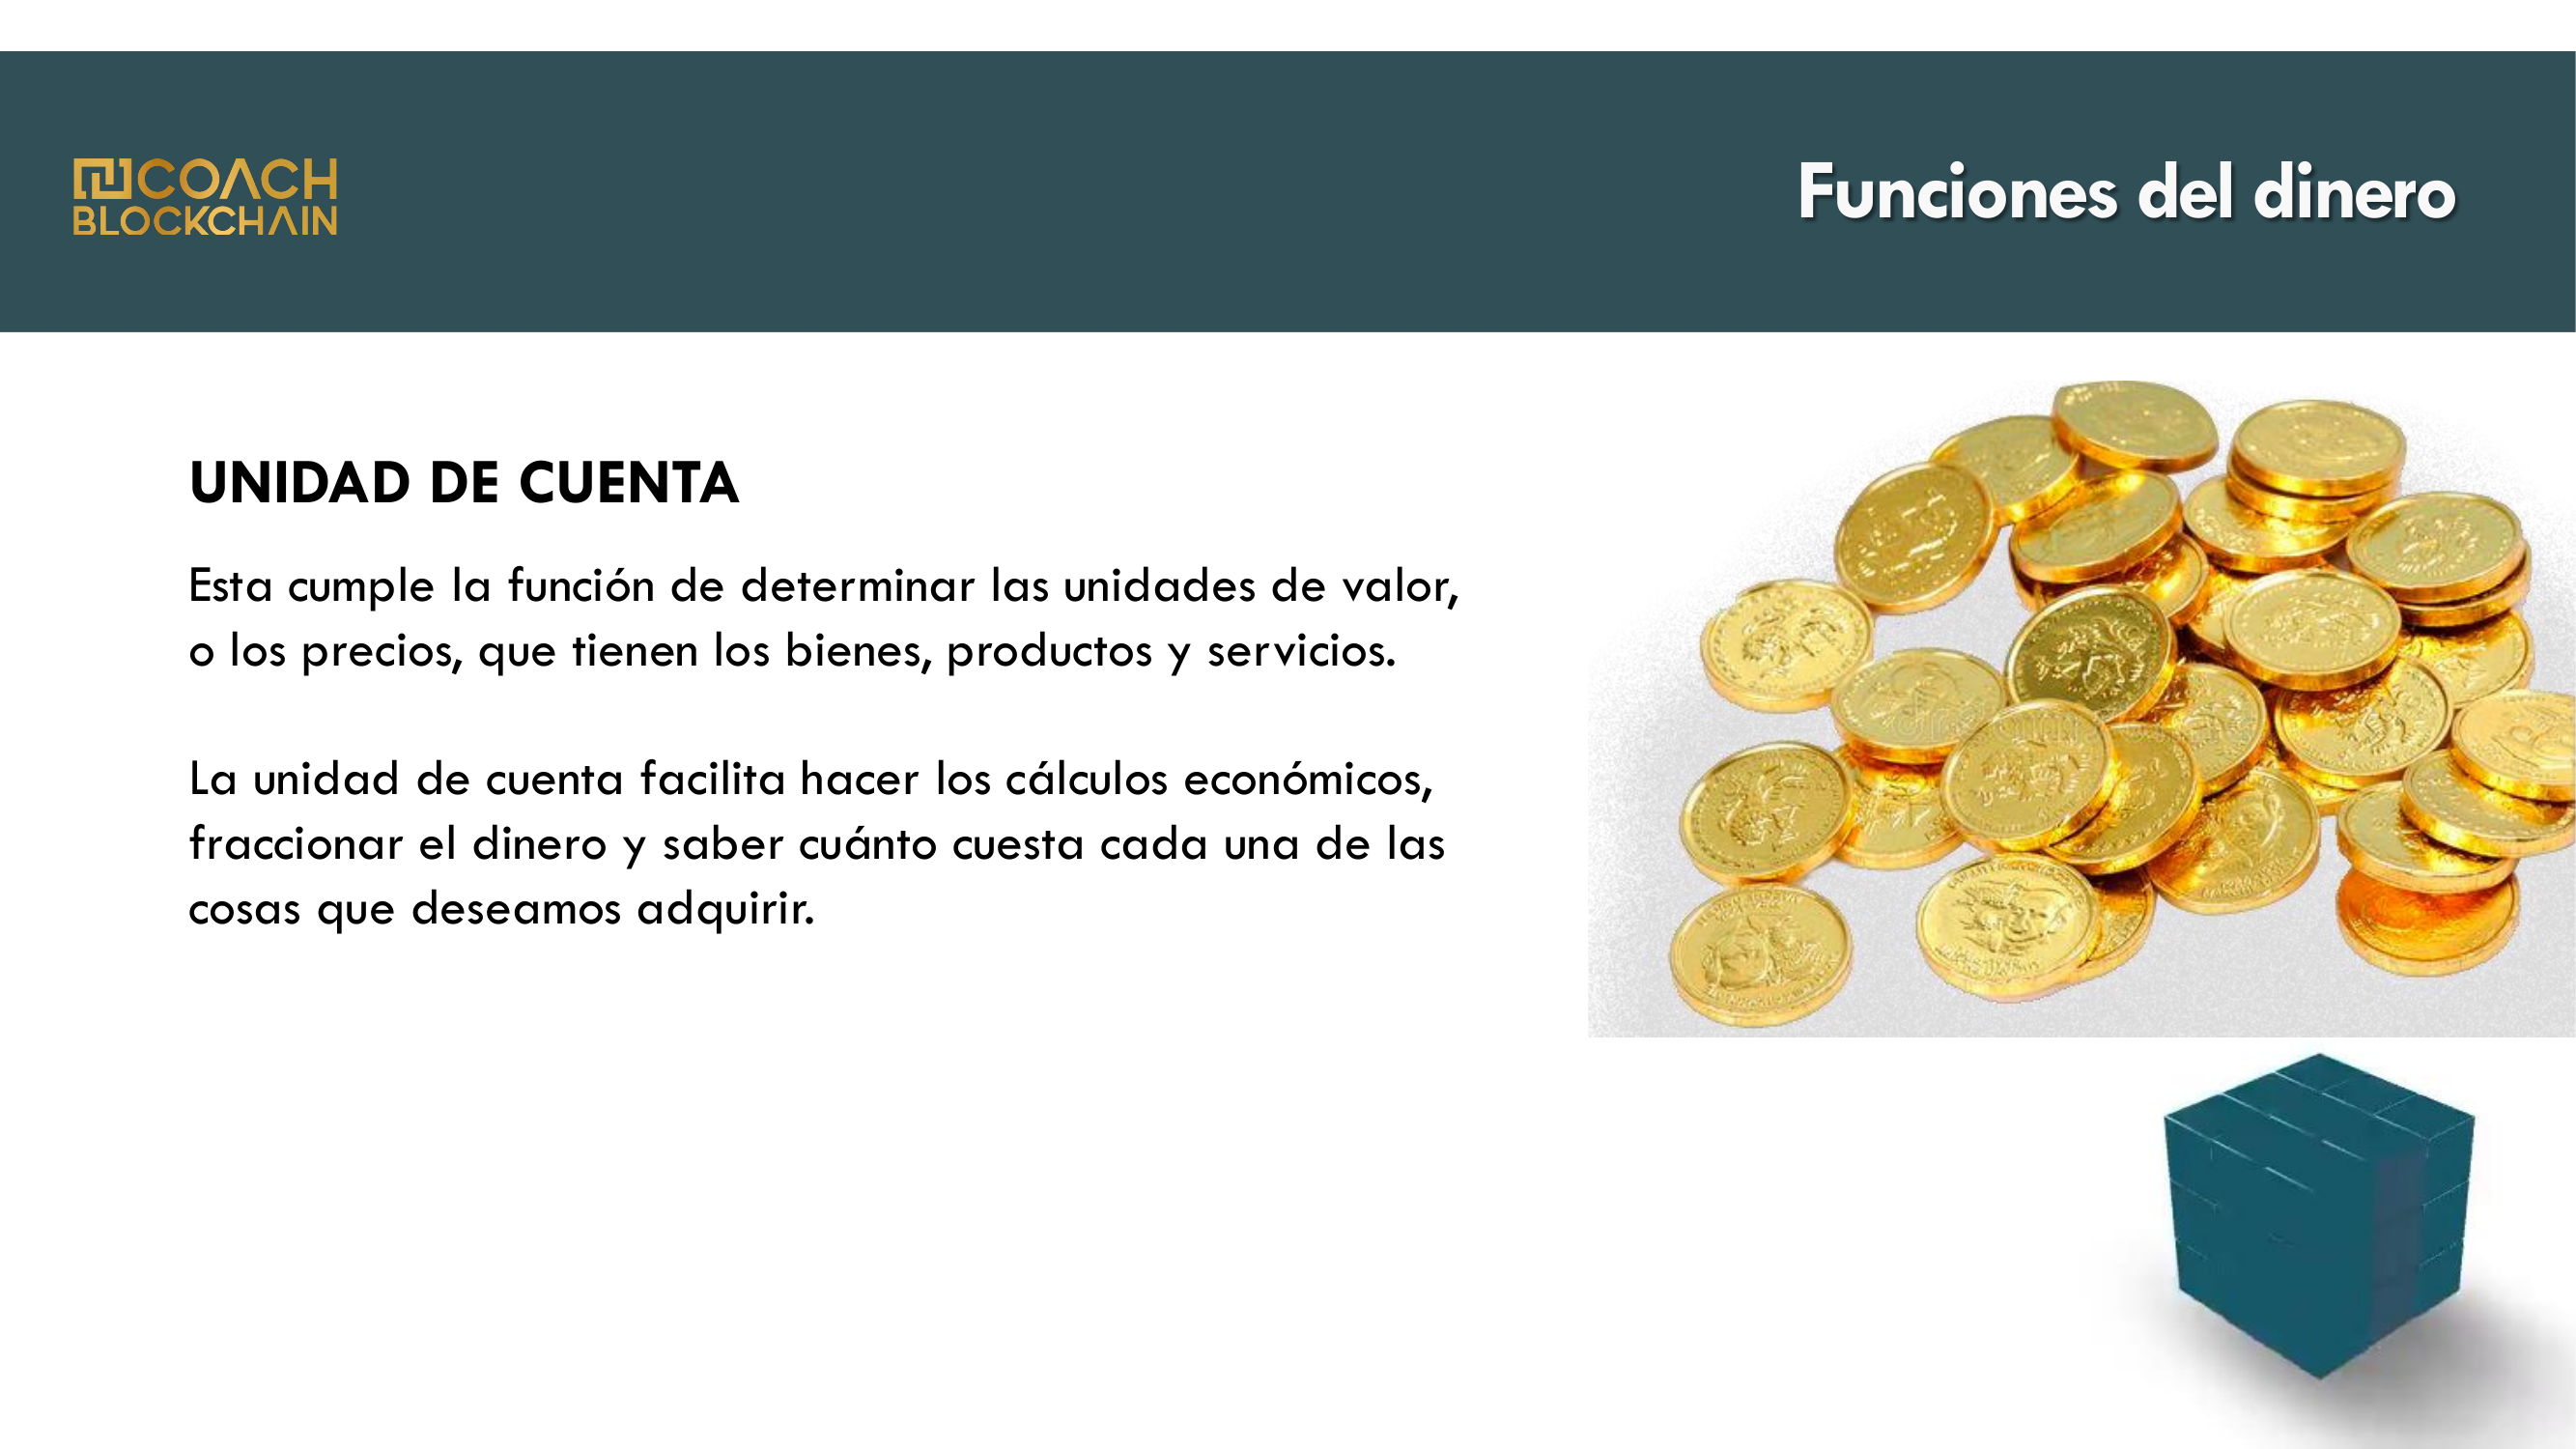 COACH
BLOCKCHAIN
Funciones del dinero
UNIDAD DE CUENTA
Esta cumple la función de determinar las unidades de valor,
o los precios, que tienen los bienes, productos y servicios.
La unidad de cuenta facilita hacer los cálculos económicos,
fraccionar el dinero y saber cuánto cuesta cada una de las
cosas que deseamos adquirir.